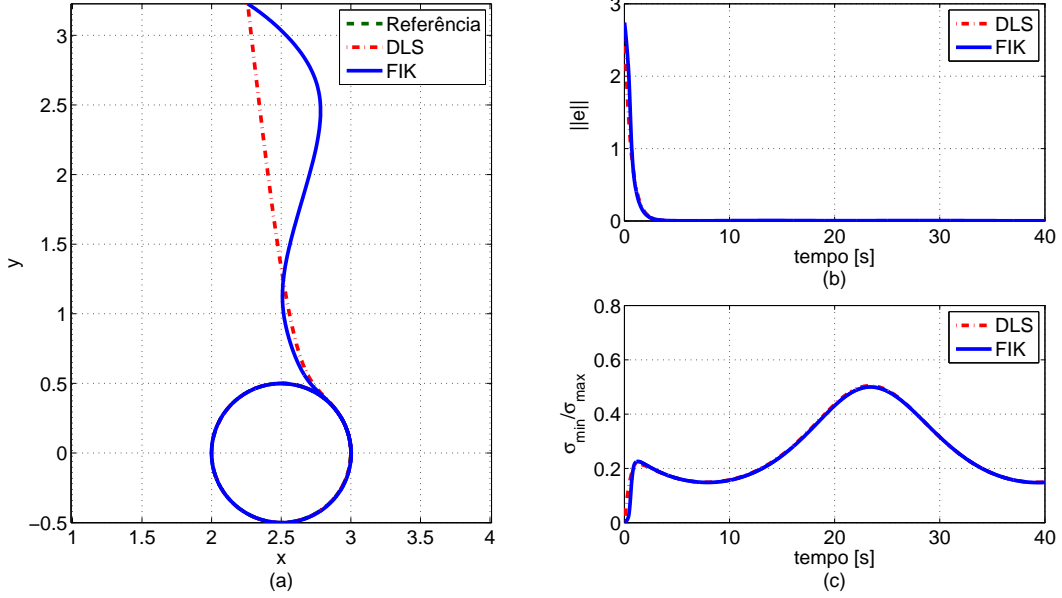 3
2.5
2
1.5
1
0.5
0
−0.5
y
1
1.5
2
2.5
3
3.5
4
x
(a)
Referência
DLS
FIK
3
2
1
0
||e||
0
10
20
30
40
tempo [s]
(b)
DLS
FIK
0.8
0.6
0.4
0.2
0
σmin/σmax
0
10
20
30
40
tempo [s]
(c)
DLS
FIK